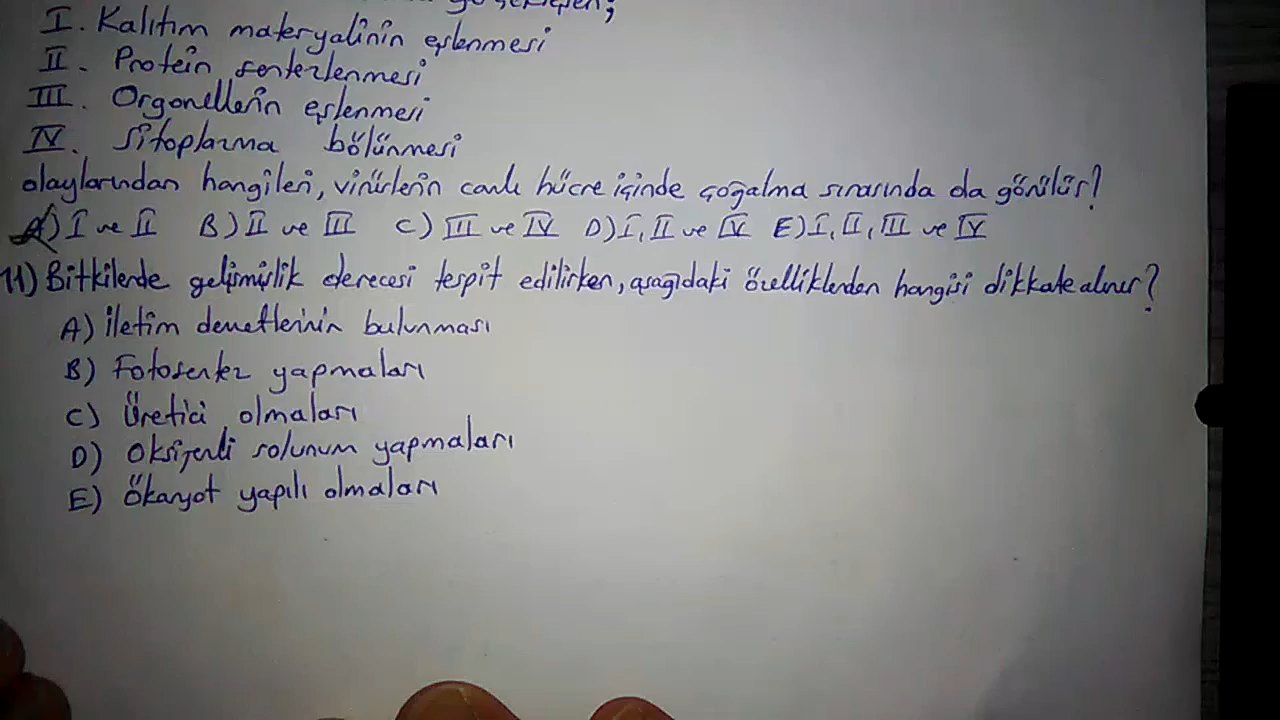 I. Kalıtım materyalinin eşlenmesi
II. Protein sentezlenmesi
III. Organellerin eşlenmesi
IV. Sitoplazma bölünmesi
olaylarından hangileri, virüslerin canlı hücre içinde çoğalma sırasında da görülür?
A) I ve II B) II ve III C) III ve IV D) I, II ve IV E) I, II, III ve IV
11) Bitkilerde gelişmişlik derecesi tespit edilirken, aşağıdaki özelliklerden hangisi dikkate alınır?
A) İletim demetlerinin bulunması
B) Fotosentez yapmaları
C) Üretici olmaları
D) Oksijenli solunum yapmaları
E) Ökaryot yapılı olmaları